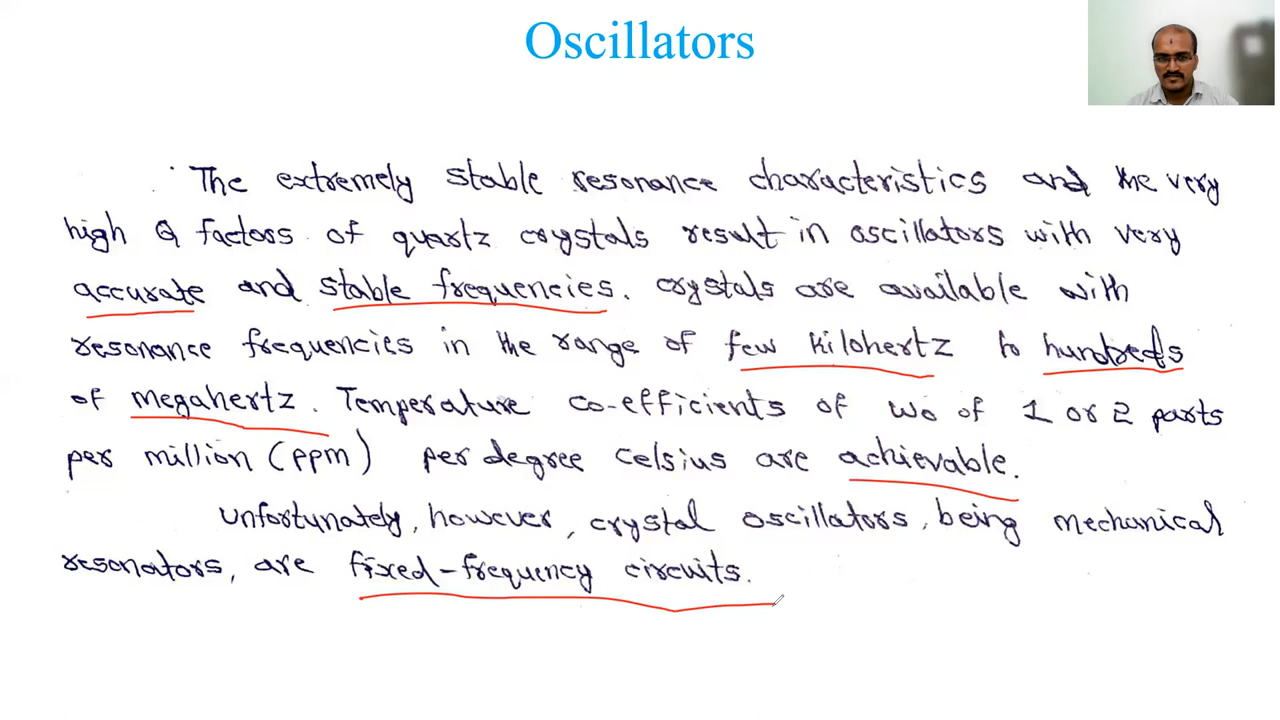 Oscillators
The extremely stable resonance characteristics and the very
high Q factors of quartz crystals result in oscillators with very
accurate and stable frequencies. Crystals are available with
resonance frequencies in the range of few kilohertz to hundreds
of megahertz. Temperature co-efficients of ω₀ of 1 or 2 parts
per million (ppm) per degree celsius are achievable.
Unfortunately, however, crystal oscillators, being mechanical
resonators, are fixed-frequency circuits.